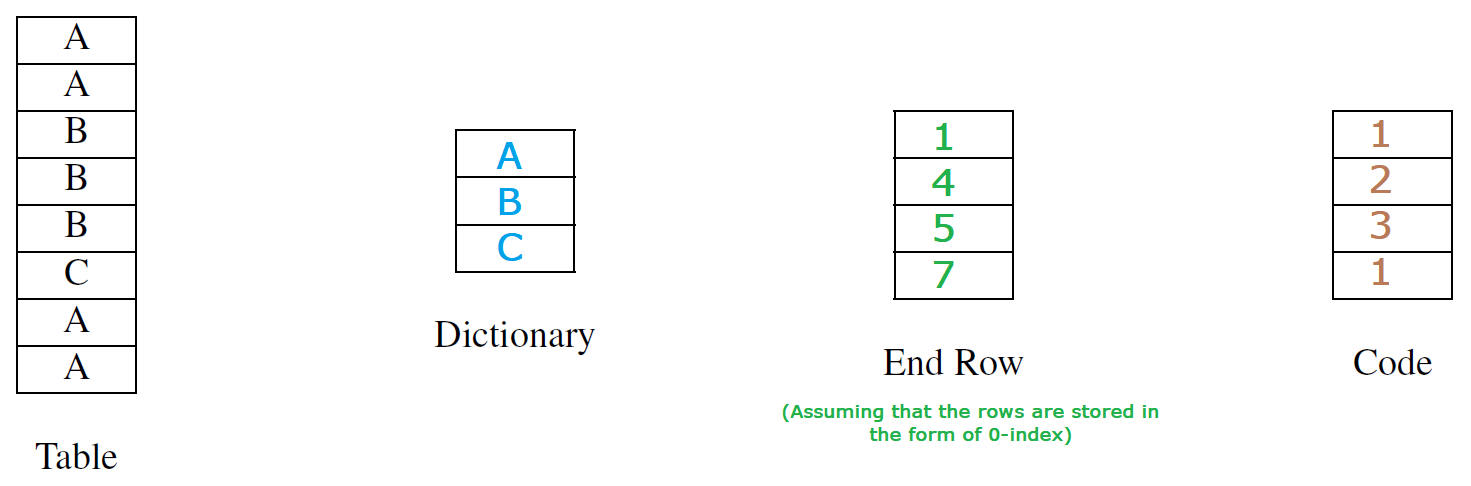 A
A
B
B
B
C
A
A
Table
A
B
C
Dictionary
1
4
5
7
End Row
(Assuming that the rows are stored in
the form of 0-index)
1
2
3
1
Code